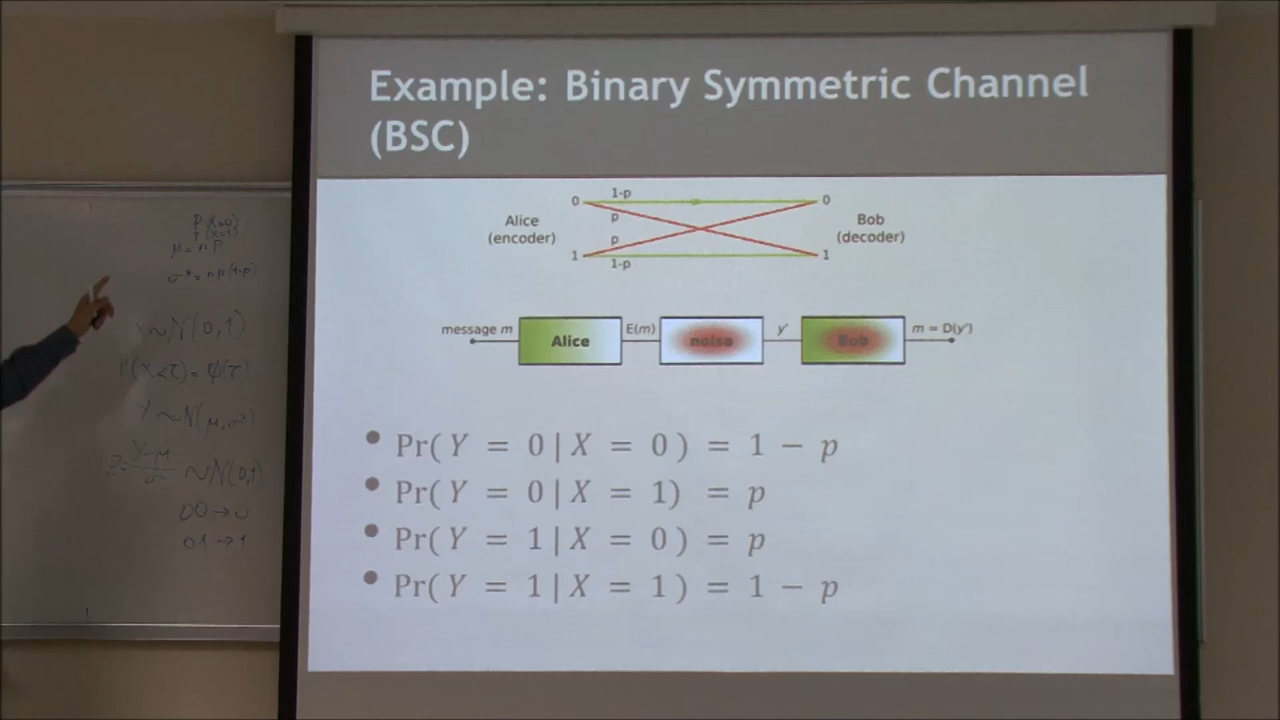 Example: Binary Symmetric Channel
(BSC)
0 1-p 0
p
Alice
(encoder)
Bob
(decoder)
p
1 1-p 1
message m Alice E(m) noise y' Bob m = D(y')
• Pr(Y = 0 | X = 0) = 1 − p
• Pr(Y = 0 | X = 1) = p
• Pr(Y = 1 | X = 0) = p
• Pr(Y = 1 | X = 1) = 1 − p
μ = np
σ² = np(1-p)
X ~ N(0,1)
P(X<τ) = ψ(τ)
Y ~ N(μ,σ²)
Z = Y-μ / σ ~ N(0,1)
00 → 0
01 → 1